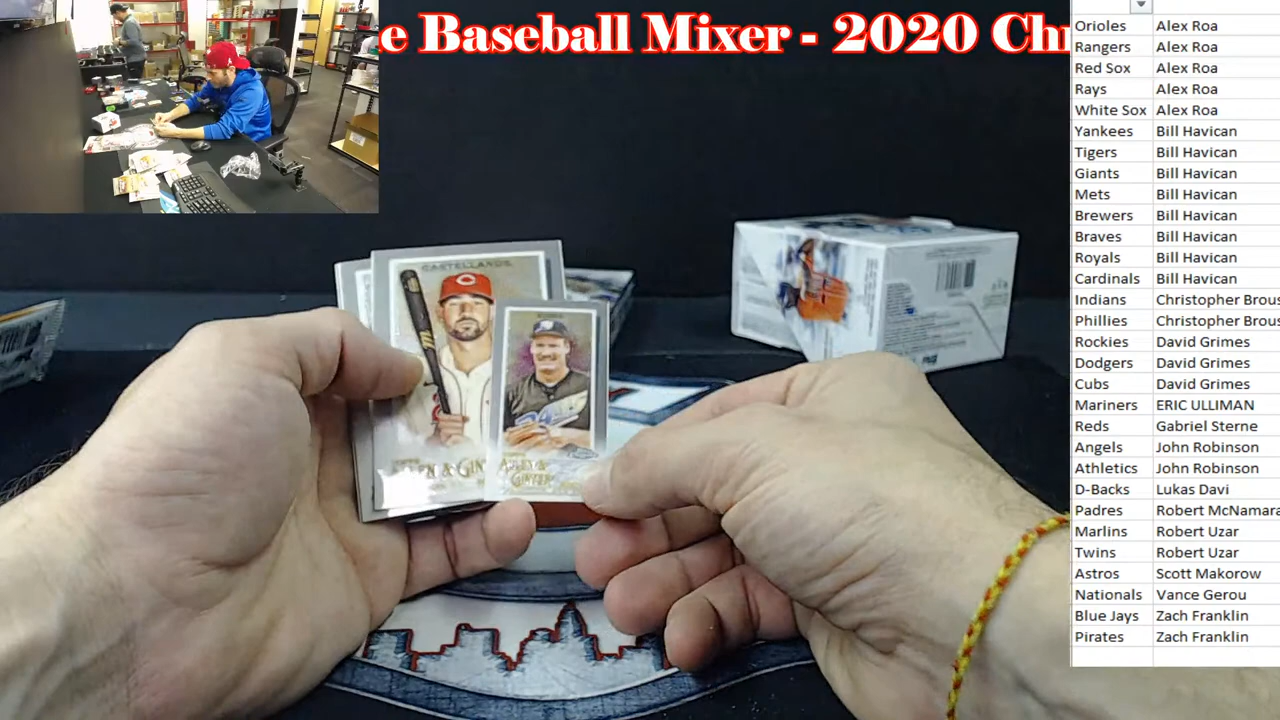 e Baseball Mixer - 2020 Ch
Orioles Alex Roa
Rangers Alex Roa
Red Sox Alex Roa
Rays Alex Roa
White Sox Alex Roa
Yankees Bill Havican
Tigers Bill Havican
Giants Bill Havican
Mets Bill Havican
Brewers Bill Havican
Braves Bill Havican
Royals Bill Havican
Cardinals Bill Havican
Indians Christopher Brous
Phillies Christopher Brous
Rockies David Grimes
Dodgers David Grimes
Cubs David Grimes
Mariners ERIC ULLIMAN
Reds Gabriel Sterne
Angels John Robinson
Athletics John Robinson
D-Backs Lukas Davi
Padres Robert McNamara
Marlins Robert Uzar
Twins Robert Uzar
Astros Scott Makorow
Nationals Vance Gerou
Blue Jays Zach Franklin
Pirates Zach Franklin
CASTELLANOS
ALLEN & GIN
ALLEN &
GINTER